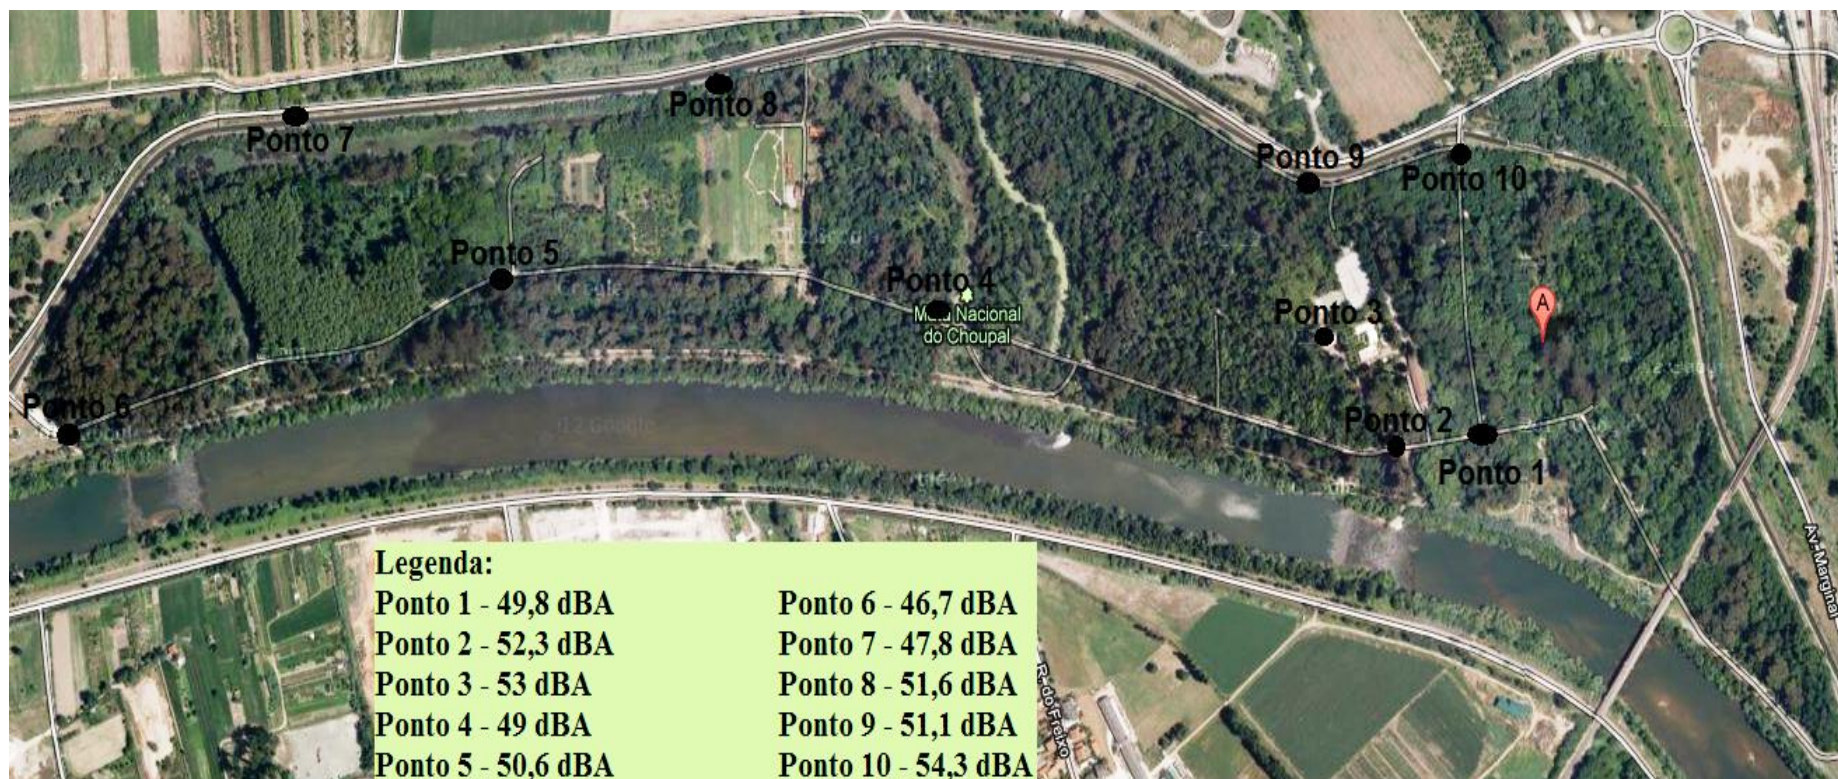 Ponto 8
Ponto 7
Ponto 9
Ponto 10
Ponto 5
Ponto 4
Mata Nacional
do Choupal
A
Ponto 3
Ponto 6
Ponto 2
Ponto 1
Av. Marginal
R. do Freixo
Legenda:
Ponto 1 - 49,8 dBA
Ponto 2 - 52,3 dBA
Ponto 3 - 53 dBA
Ponto 4 - 49 dBA
Ponto 5 - 50,6 dBA
Ponto 6 - 46,7 dBA
Ponto 7 - 47,8 dBA
Ponto 8 - 51,6 dBA
Ponto 9 - 51,1 dBA
Ponto 10 - 54,3 dBA